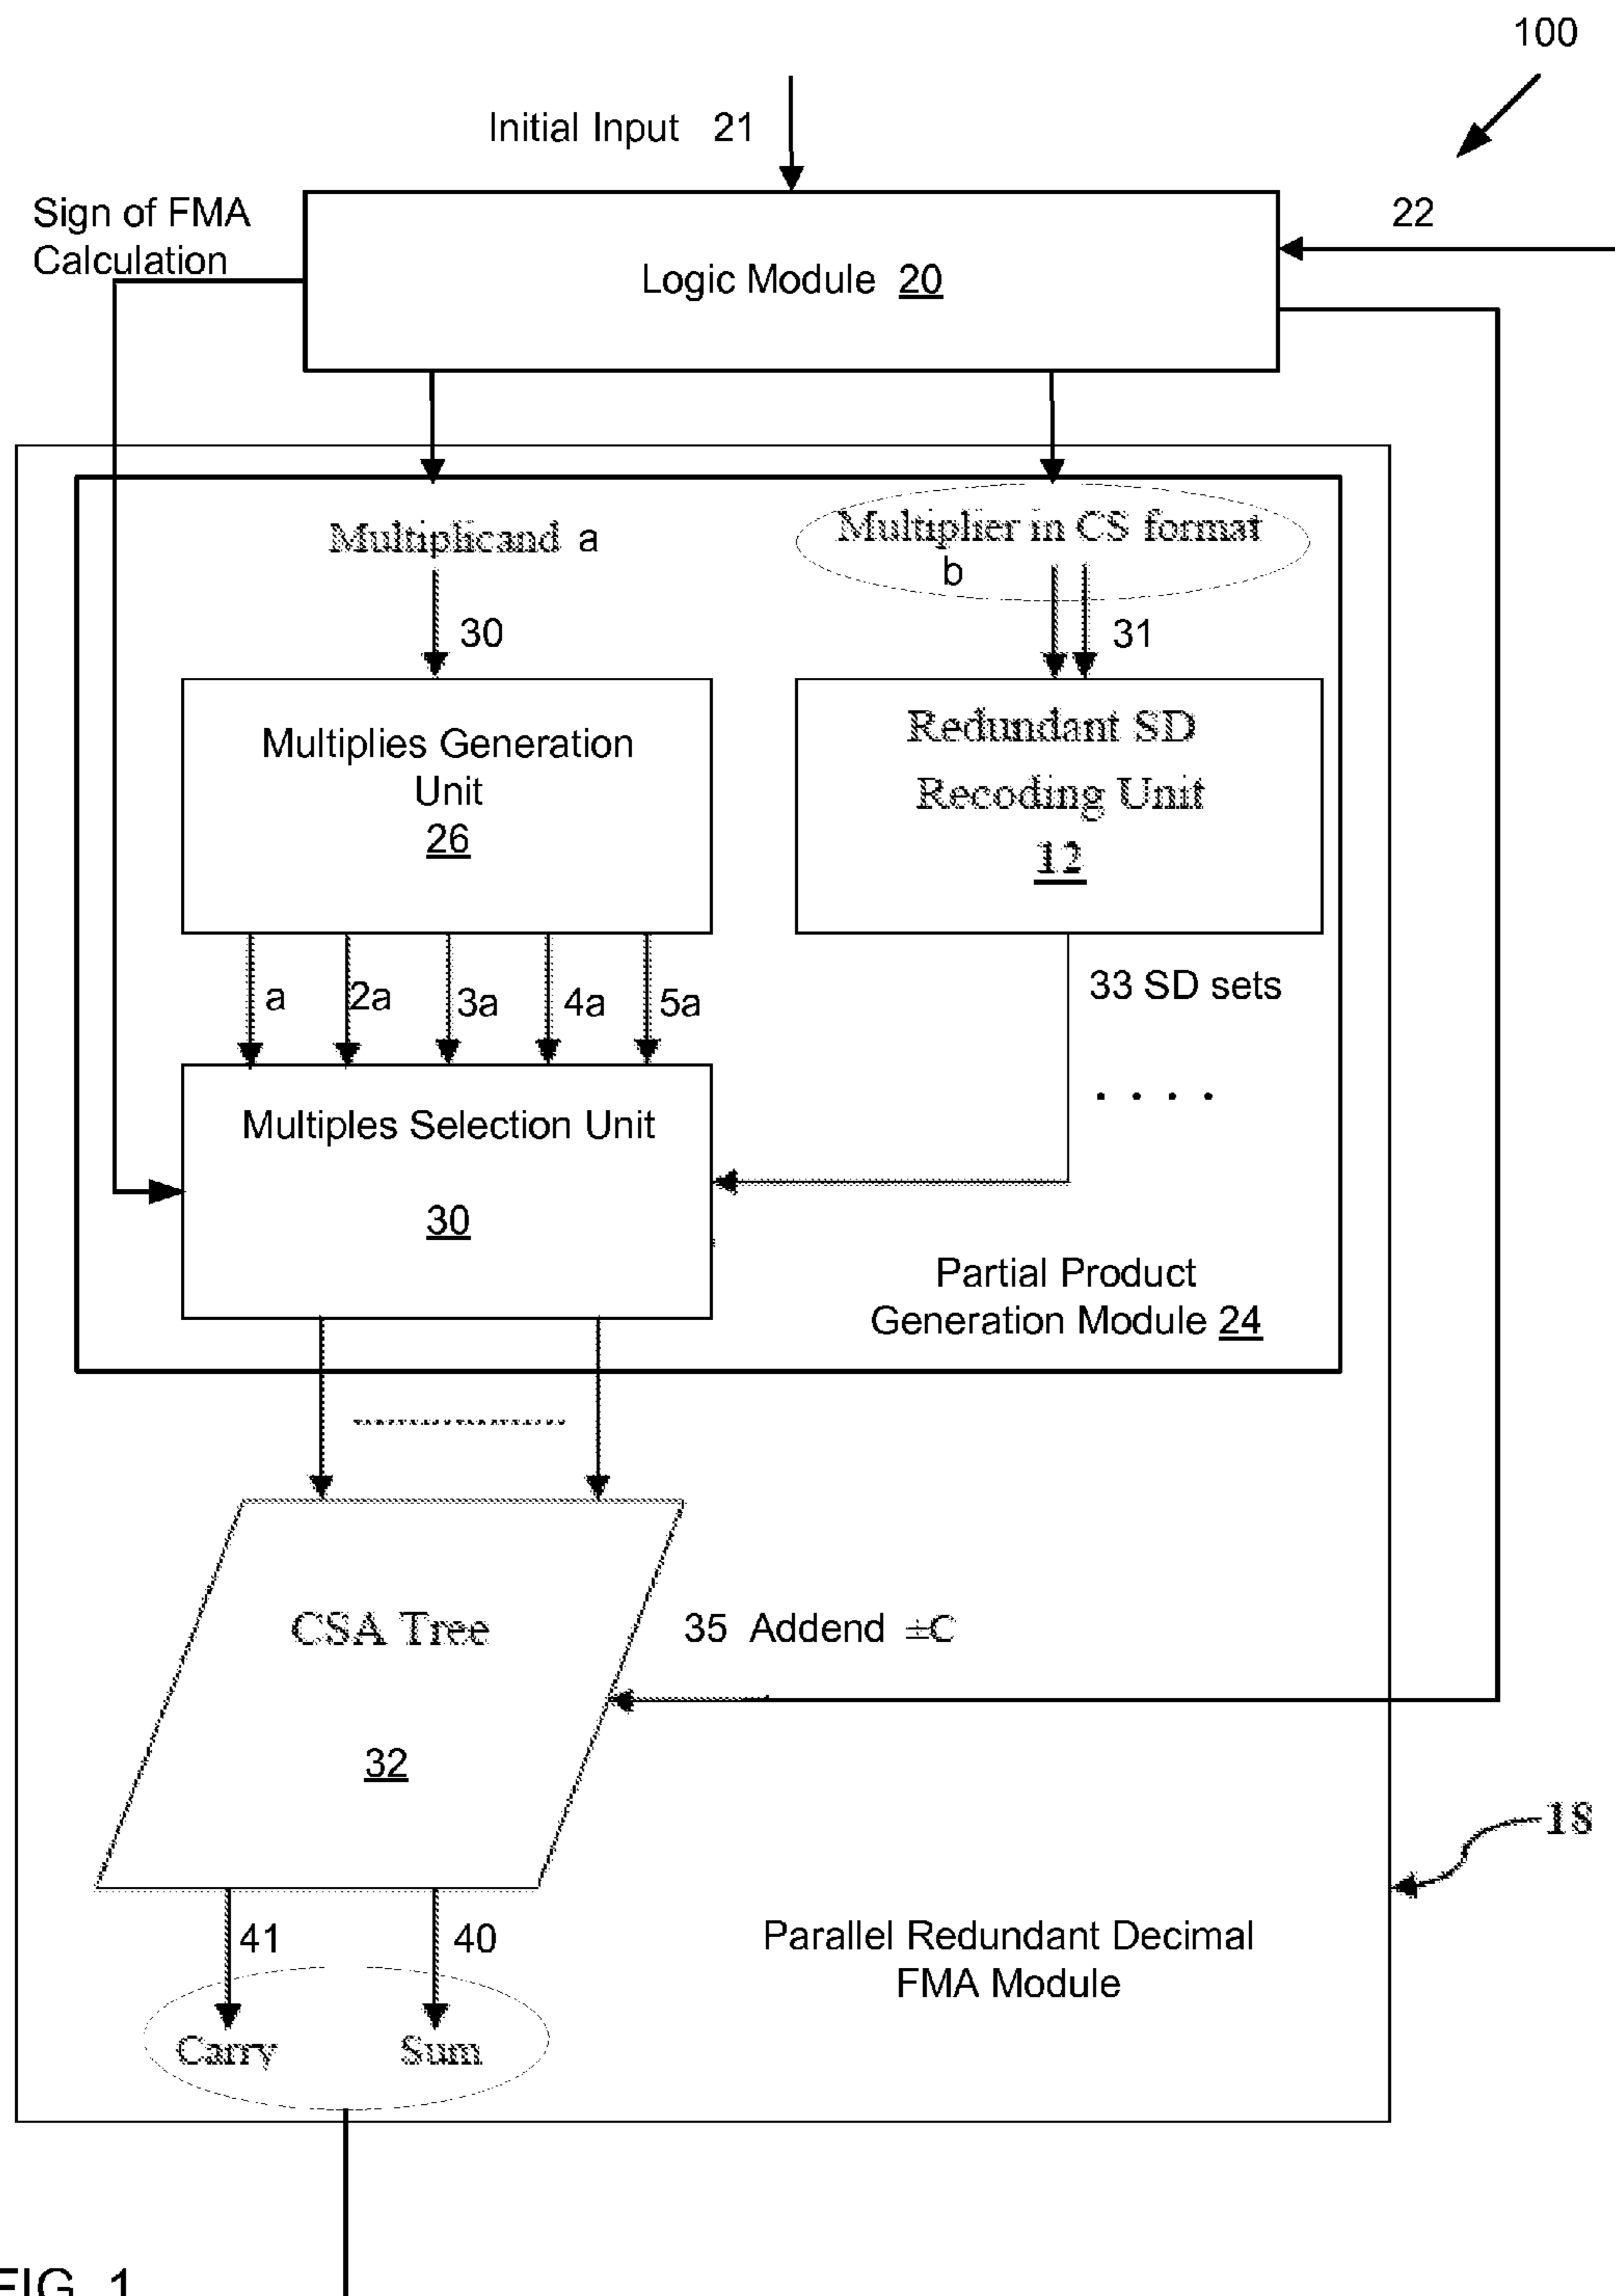 100
Initial Input 21
Sign of FMA
Calculation
22
Logic Module 20
Multiplicand a
Multiplier in CS format
b
30
31
Multiplies Generation
Unit
26
Redundant SD
Recoding Unit
12
a
2a
3a
4a
5a
33 SD sets
. . . .
Multiples Selection Unit
30
Partial Product
Generation Module 24
CSA Tree
32
35 Addend ±C
18
41
40
Parallel Redundant Decimal
FMA Module
Carry
Sum
FIG. 1